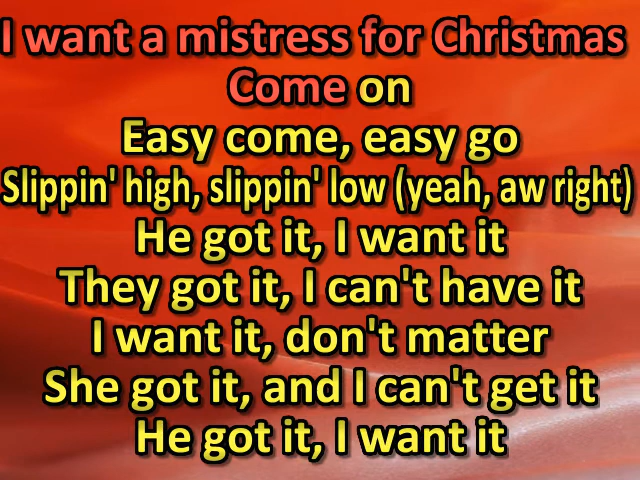 I want a mistress for Christmas
Come on
Easy come, easy go
Slippin' high, slippin' low (yeah, aw right)
He got it, I want it
They got it, I can't have it
I want it, don't matter
She got it, and I can't get it
He got it, I want it